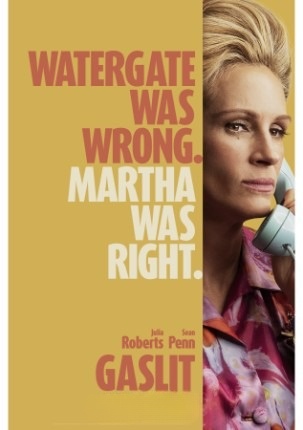 WATERGATE
WAS
WRONG.
MARTHA
WAS
RIGHT.
Julia Sean
Roberts Penn
GASLIT